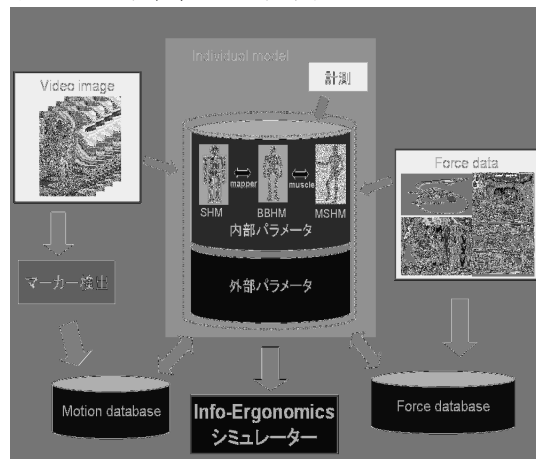 Individual model
計測
Video image
Force data
mapper
muscle
SHM
BBHM
MSHM
内部パラメータ
外部パラメータ
マーカー検出
Motion database
Info-Ergonomics
シミュレーター
Force database